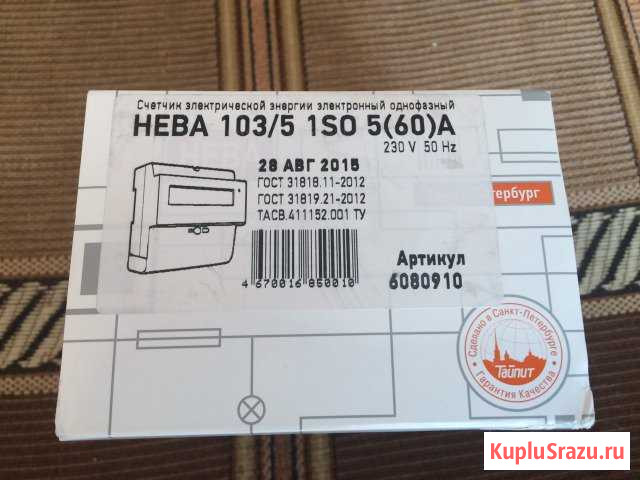 Счетчик электрической энергии электронный однофазный
НЕВА 103/5 1SO 5(60)А
230 V 50 Hz
28 АВГ 2015
ГОСТ 31818.11-2012
ГОСТ 31819.21-2012
ТАСВ.411152.001 ТУ
4 670016 850010
Артикул
6080910
тербург
Сделано в Санкт-Петербурге
Тайпит
Гарантия Качества
KupluSrazu.ru